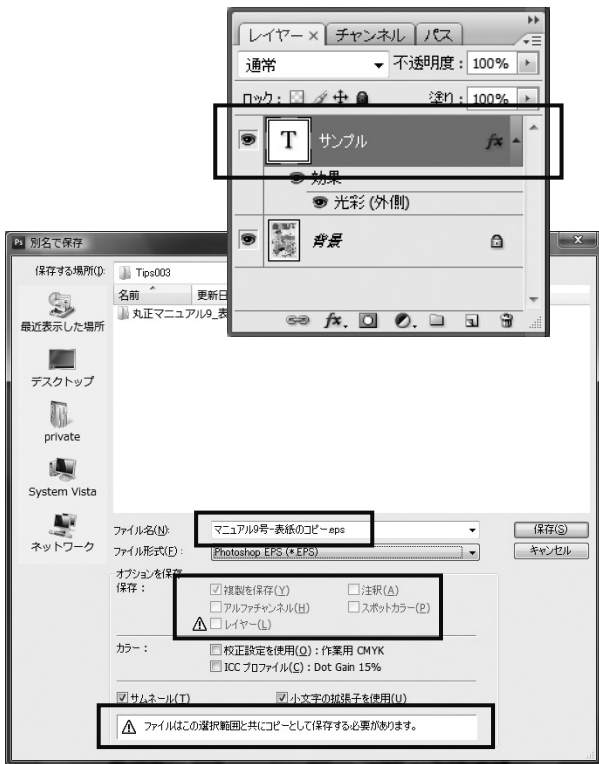 レイヤー × チャンネル パス
通常 不透明度: 100%
ロック: 塗り: 100%
T サンプル fx
効果
光彩 (外側)
背景
fx.
Ps 別名で保存
保存する場所(I): Tips003
名前 更新日
丸正マニュアル9_表
最近表示した場所
デスクトップ
private
System Vista
ネットワーク
ファイル名(N): マニュアル9号-表紙のコピー.eps 保存(S)
ファイル形式(F): Photoshop EPS (*.EPS) キャンセル
オプションを保存
保存: 複製を保存(Y) 注釈(A)
アルファチャンネル(H) スポットカラー(P)
レイヤー(L)
カラー: 校正設定を使用(O): 作業用 CMYK
ICC プロファイル(C): Dot Gain 15%
サムネール(T) 小文字の拡張子を使用(U)
ファイルはこの選択範囲と共にコピーとして保存する必要があります。